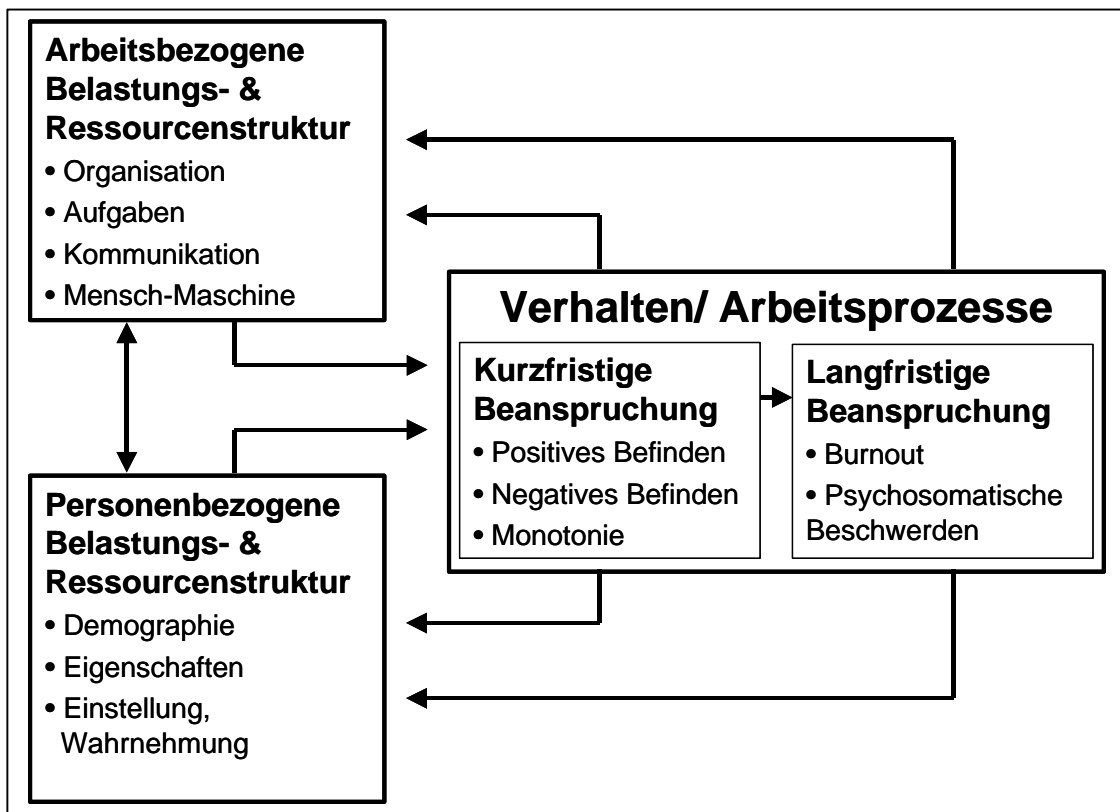 Arbeitsbezogene
Belastungs- &
Ressourcenstruktur
• Organisation
• Aufgaben
• Kommunikation
• Mensch-Maschine
Verhalten/ Arbeitsprozesse
Kurzfristige
Beanspruchung
• Positives Befinden
• Negatives Befinden
• Monotonie
Langfristige
Beanspruchung
• Burnout
• Psychosomatische
Beschwerden
Personenbezogene
Belastungs- &
Ressourcenstruktur
• Demographie
• Eigenschaften
• Einstellung,
Wahrnehmung